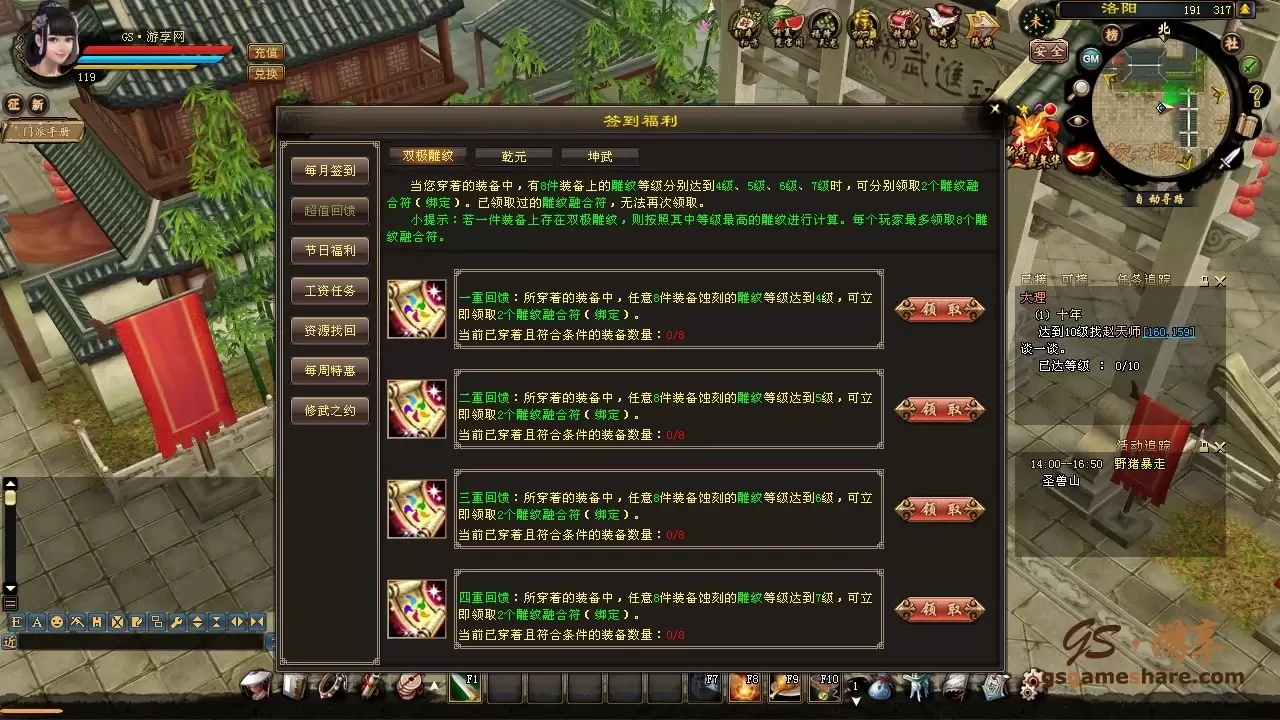 GS·游享网
119
充值
兑换
征 新
门派手册
洛阳 191 317
北
榜
社
木
安全
GM
自动寻路
签到福利
每月签到
超值回馈
节日福利
工资任务
资源找回
每周特惠
修武之约
双极雕纹 乾元 坤武
当您穿着的装备中，有8件装备上的雕纹等级分别达到4级、5级、6级、7级时，可分别领取2个雕纹融
合符（绑定）。已领取过的雕纹融合符，无法再次领取。
小提示：若一件装备上存在双极雕纹，则按照其中等级最高的雕纹进行计算。每个玩家最多领取8个雕
纹融合符。
一重回馈：所穿着的装备中，任意8件装备蚀刻的雕纹等级达到4级，可立
即领取2个雕纹融合符（绑定）。
当前已穿着且符合条件的装备数量：0/8
领 取
二重回馈：所穿着的装备中，任意8件装备蚀刻的雕纹等级达到5级，可立
即领取2个雕纹融合符（绑定）。
当前已穿着且符合条件的装备数量：0/8
领 取
三重回馈：所穿着的装备中，任意8件装备蚀刻的雕纹等级达到6级，可立
即领取2个雕纹融合符（绑定）。
当前已穿着且符合条件的装备数量：0/8
领 取
四重回馈：所穿着的装备中，任意8件装备蚀刻的雕纹等级达到7级，可立
即领取2个雕纹融合符（绑定）。
当前已穿着且符合条件的装备数量：0/8
领 取
已接 可接 任务追踪
大理
(1) 十年
达到10级找赵天师[160,159]
谈一谈。
已达等级 ： 0/10
活动追踪
14:00--16:50 野猪暴走
圣兽山
近
F1 F7 F8 F9 F10 1
GS·游享
gsgameshare.com